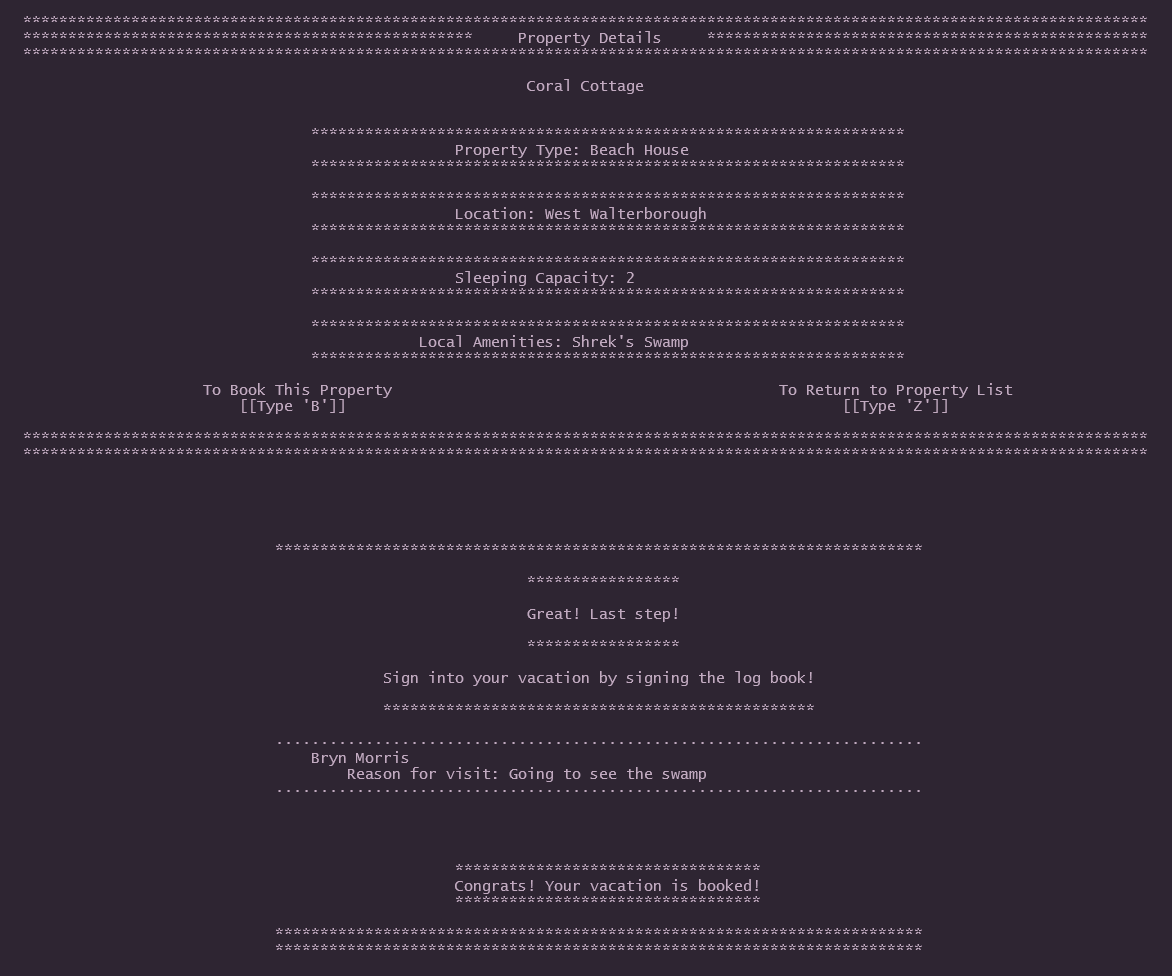 *****************************************************************************************************************************
************************************************** Property Details *************************************************
*****************************************************************************************************************************
Coral Cottage
******************************************************************
Property Type: Beach House
******************************************************************
******************************************************************
Location: West Walterborough
******************************************************************
******************************************************************
Sleeping Capacity: 2
******************************************************************
******************************************************************
Local Amenities: Shrek's Swamp
******************************************************************
To Book This Property To Return to Property List
[[Type 'B']] [[Type 'Z']]
*****************************************************************************************************************************
*****************************************************************************************************************************
************************************************************************
*****************
Great! Last step!
*****************
Sign into your vacation by signing the log book!
************************************************
........................................................................
Bryn Morris
Reason for visit: Going to see the swamp
........................................................................
**********************************
Congrats! Your vacation is booked!
**********************************
************************************************************************
************************************************************************